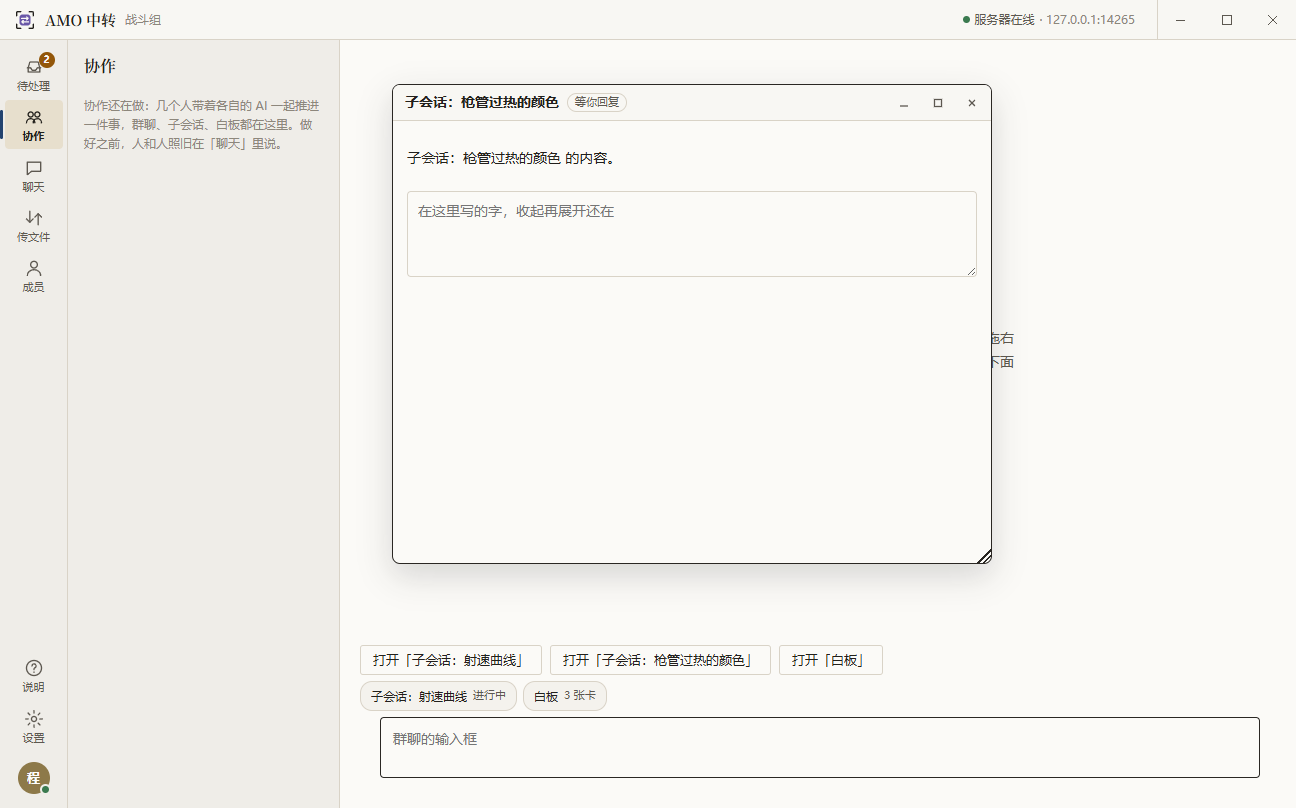 AMO 中转 战斗组
服务器在线 · 127.0.0.1:14265
2
待处理
协作
聊天
传文件
成员
说明
设置
程
协作
协作还在做：几个人带着各自的 AI 一起推进
一件事，群聊、子会话、白板都在这里。做
好之前，人和人照旧在「聊天」里说。
子会话：枪管过热的颜色 等你回复
子会话：枪管过热的颜色 的内容。
在这里写的字，收起再展开还在
右
下面
打开「子会话：射速曲线」 打开「子会话：枪管过热的颜色」 打开「白板」
子会话：射速曲线 进行中 白板 3 张卡
群聊的输入框